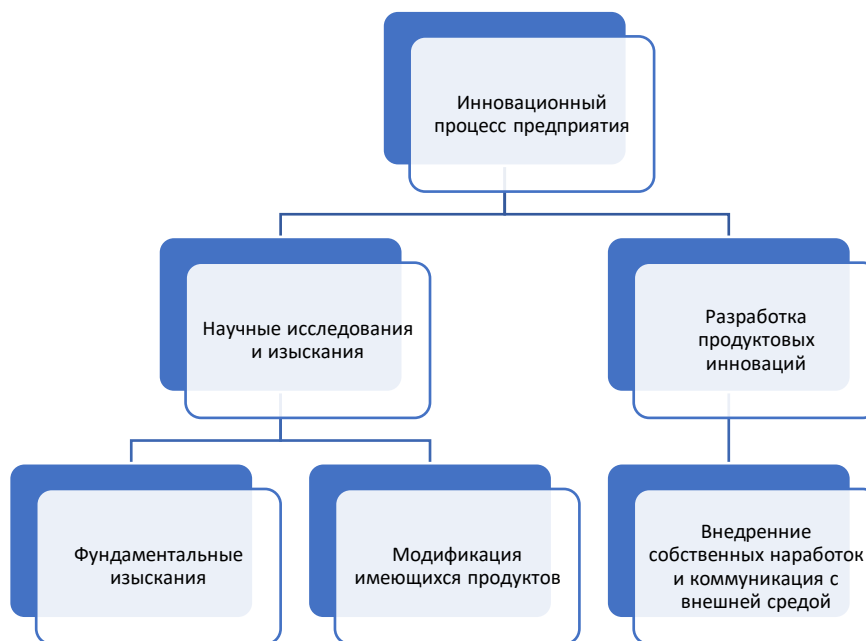 Инновационный
процесс предприятия
Научные исследования
и изыскания
Разработка
продуктовых
инноваций
Фундаментальные
изыскания
Модификация
имеющихся продуктов
Внедренние
собственных наработок
и коммуникация с
внешней средой